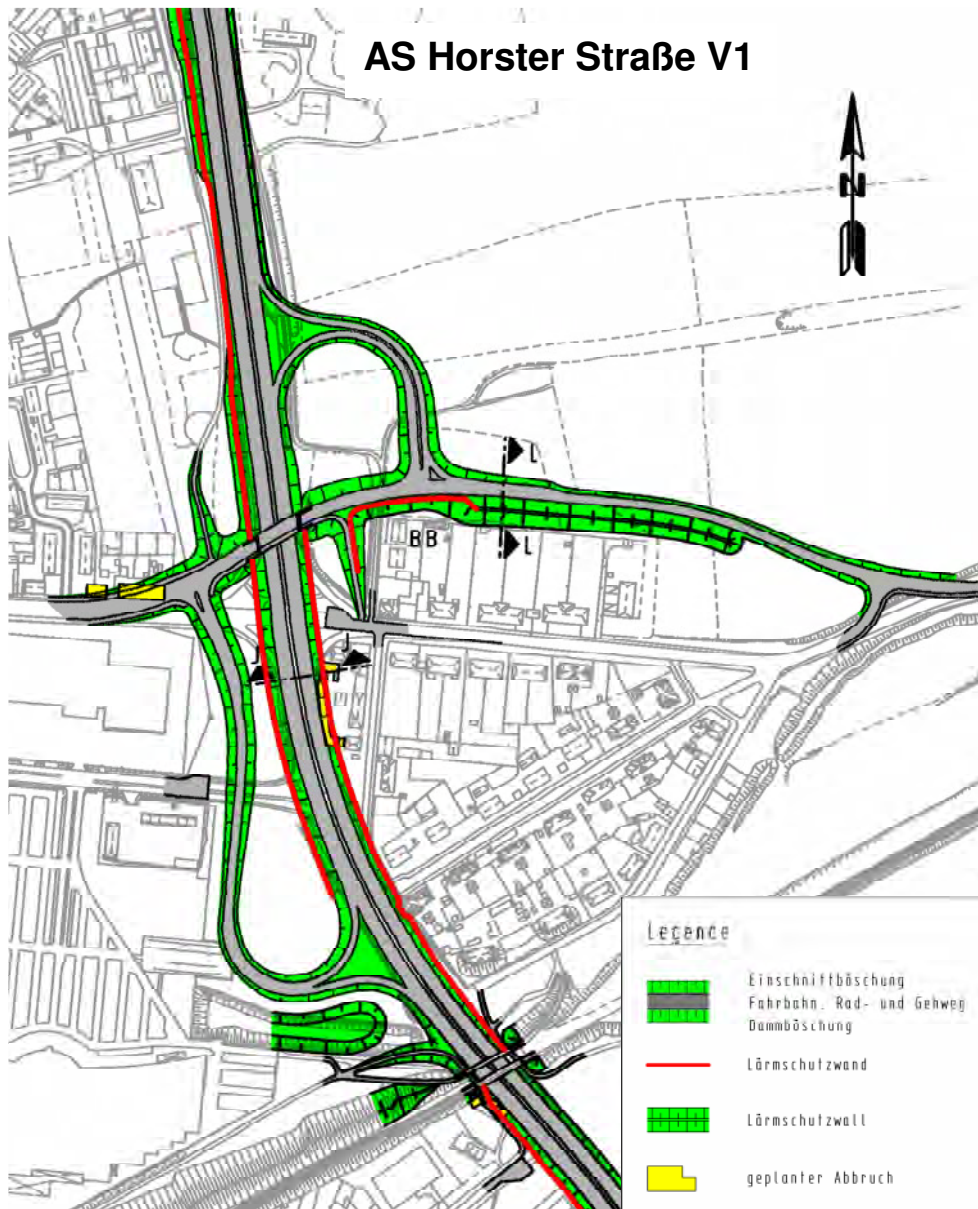 AS Horster Straße V1
N
L
BB
L
J
J
Legende
Einschnittböschung
Fahrbahn, Rad- und Gehweg
Dammböschung
Lärmschutzwand
Lärmschutzwall
geplanter Abbruch